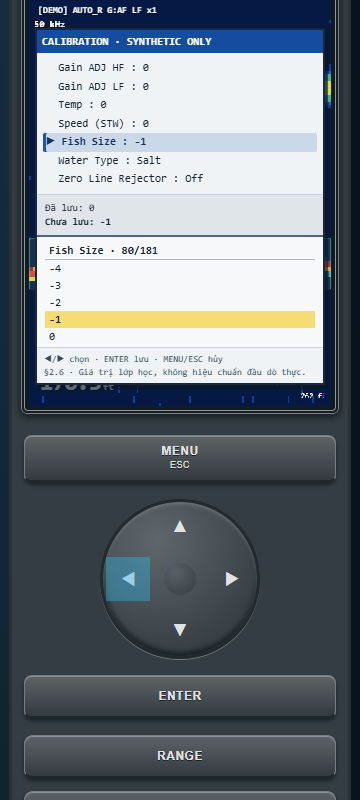 [DEMO] AUTO_R G:AF LF x1
50 kHz
CALIBRATION · SYNTHETIC ONLY
Gain ADJ HF : 0
Gain ADJ LF : 0
Temp : 0
Speed (STW) : 0
▶ Fish Size : -1
Water Type : Salt
Zero Line Rejector : Off
Đã lưu: 0
Chưa lưu: -1
Fish Size · 80/181
-4
-3
-2
-1
0
◀/▶ chọn · ENTER lưu · MENU/ESC hủy
§2.6 · Giá trị lớp học, không hiệu chuẩn đầu dò thực.
ft
MENU
ESC
▲
◀ ▶
▼
ENTER
RANGE